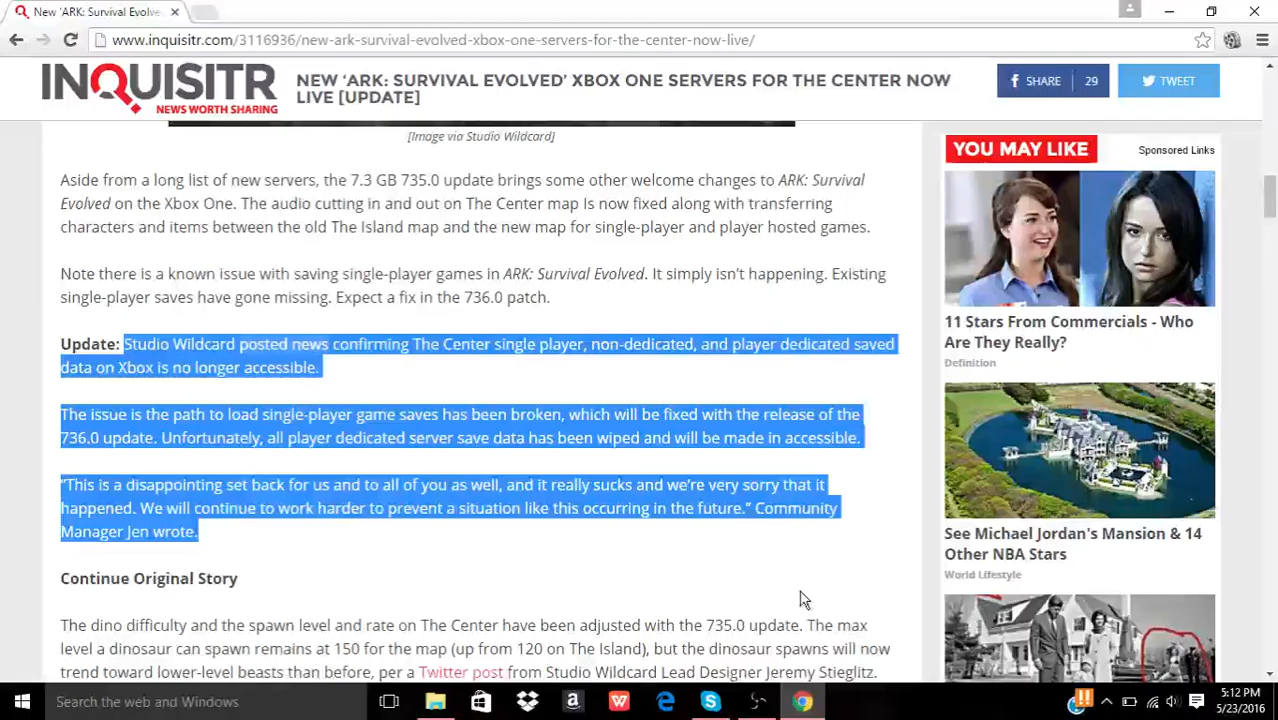 New 'ARK: Survival Evolve
www.inquisitr.com/3116936/new-ark-survival-evolved-xbox-one-servers-for-the-center-now-live/
INQUISITR
NEWS WORTH SHARING
NEW 'ARK: SURVIVAL EVOLVED' XBOX ONE SERVERS FOR THE CENTER NOW
LIVE [UPDATE]
SHARE 29
TWEET
[Image via Studio Wildcard]
Aside from a long list of new servers, the 7.3 GB 735.0 update brings some other welcome changes to ARK: Survival
Evolved on the Xbox One. The audio cutting in and out on The Center map is now fixed along with transferring
characters and items between the old The Island map and the new map for single-player and player hosted games.
Note there is a known issue with saving single-player games in ARK: Survival Evolved. It simply isn't happening. Existing
single-player saves have gone missing. Expect a fix in the 736.0 patch.
Update: Studio Wildcard posted news confirming The Center single player, non-dedicated, and player dedicated saved
data on Xbox is no longer accessible.
The issue is the path to load single-player game saves has been broken, which will be fixed with the release of the
736.0 update. Unfortunately, all player dedicated server save data has been wiped and will be made in accessible.
"This is a disappointing set back for us and to all of you as well, and it really sucks and we're very sorry that it
happened. We will continue to work harder to prevent a situation like this occurring in the future." Community
Manager Jen wrote.
Continue Original Story
The dino difficulty and the spawn level and rate on The Center have been adjusted with the 735.0 update. The max
level a dinosaur can spawn remains at 150 for the map (up from 120 on The Island), but the dinosaur spawns will now
trend toward lower-level beasts than before, per a Twitter post from Studio Wildcard Lead Designer Jeremy Stieglitz.
YOU MAY LIKE
Sponsored Links
11 Stars From Commercials - Who
Are They Really?
Definition
See Michael Jordan's Mansion & 14
Other NBA Stars
World Lifestyle
Search the web and Windows
5:12 PM
5/23/2016